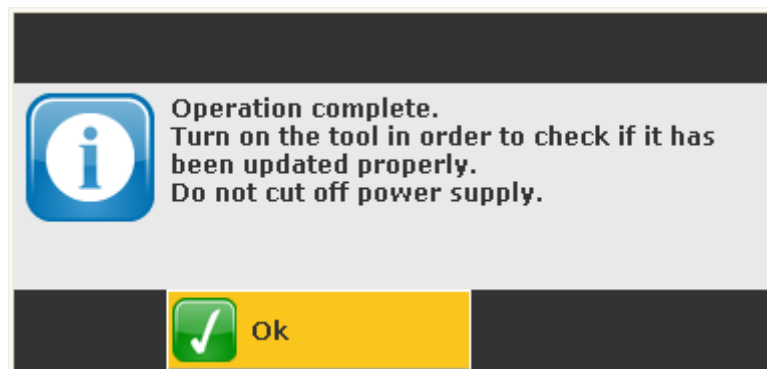 Operation complete.
Turn on the tool in order to check if it has
been updated properly.
Do not cut off power supply.
Ok